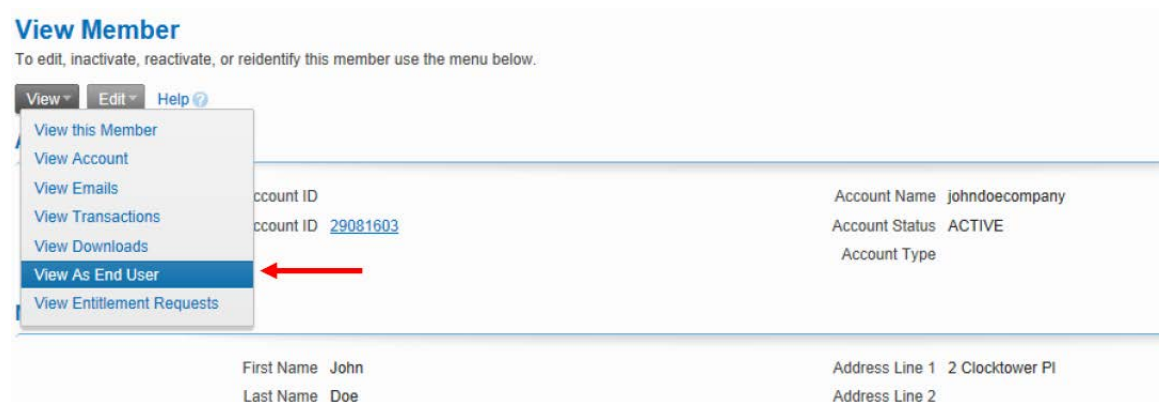 View Member
To edit, inactivate, reactivate, or reidentify this member use the menu below.
View Edit Help
View this Member
View Account
View Emails
View Transactions
View Downloads
View As End User
View Entitlement Requests
ccount ID
ccount ID 29081603
Account Name johndoecompany
Account Status ACTIVE
Account Type
First Name John
Last Name Doe
Address Line 1 2 Clocktower Pl
Address Line 2